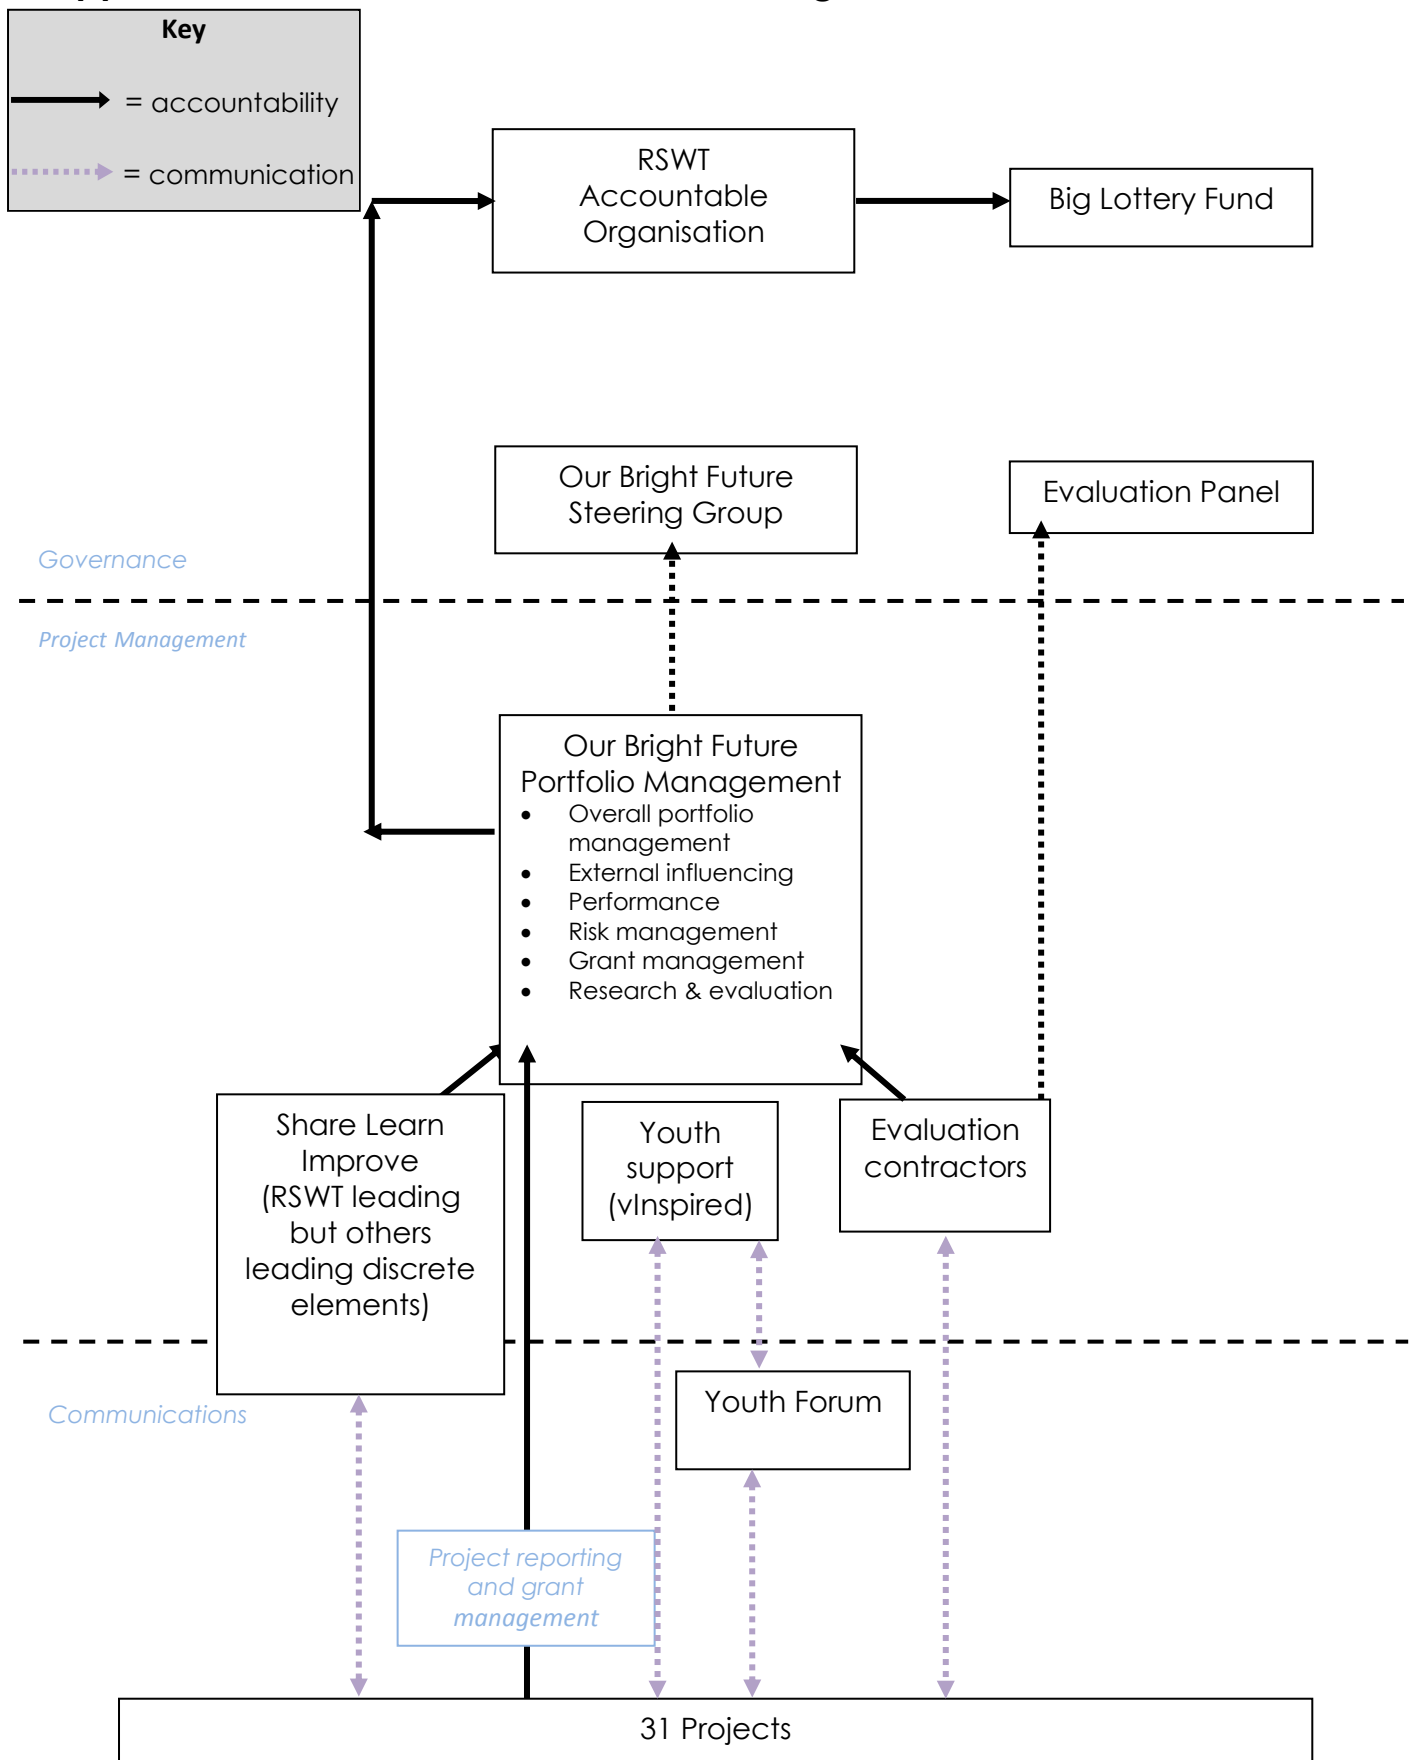 Key
= accountability
= communication
RSWT
Accountable
Organisation
Big Lottery Fund
Our Bright Future
Steering Group
Evaluation Panel
Governance
Project Management
Our Bright Future
Portfolio Management
• Overall portfolio
management
• External influencing
• Performance
• Risk management
• Grant management
• Research & evaluation
Share Learn
Improve
(RSWT leading
but others
leading discrete
elements)
Youth
support
(vInspired)
Evaluation
contractors
Communications
Youth Forum
Project reporting
and grant
management
31 Projects